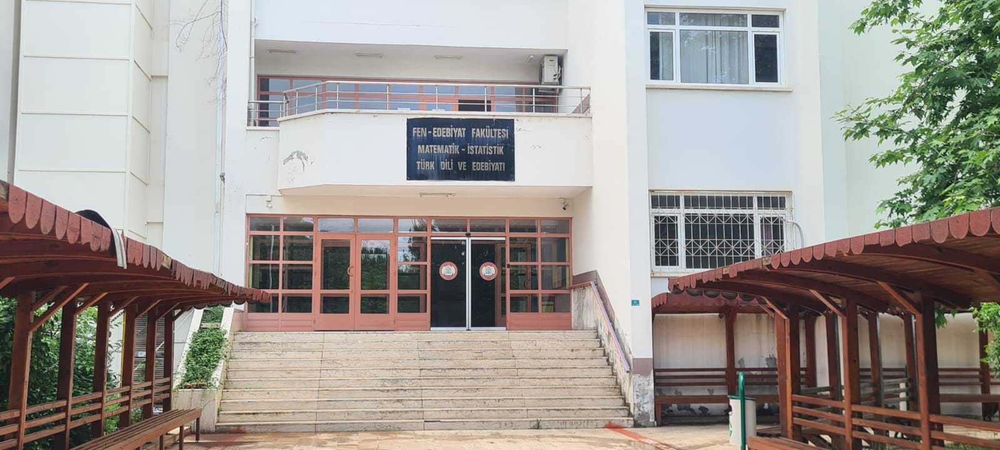 FEN-EDEBİYAT FAKÜLTESİ
MATEMATİK-İSTATİSTİK
TÜRK DİLİ VE EDEBİYATI